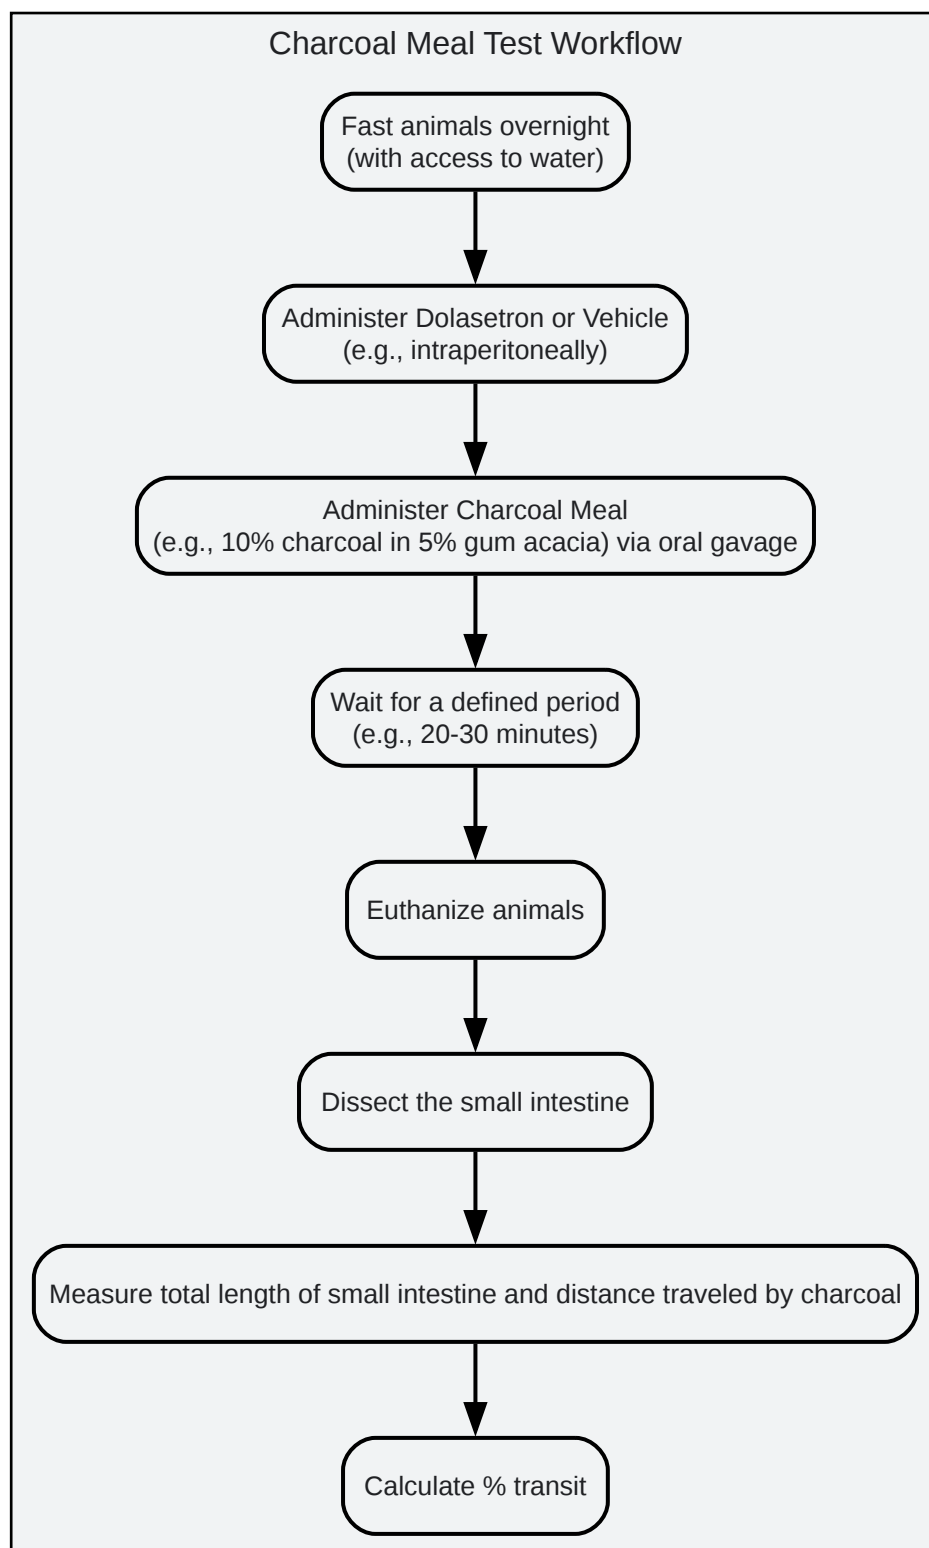 Charcoal Meal Test Workflow
Fast animals overnight
(with access to water)
Administer Dolasetron or Vehicle
(e.g., intraperitoneally)
Administer Charcoal Meal
(e.g., 10% charcoal in 5% gum acacia) via oral gavage
Wait for a defined period
(e.g., 20-30 minutes)
Euthanize animals
Dissect the small intestine
Measure total length of small intestine and distance traveled by charcoal
Calculate % transit